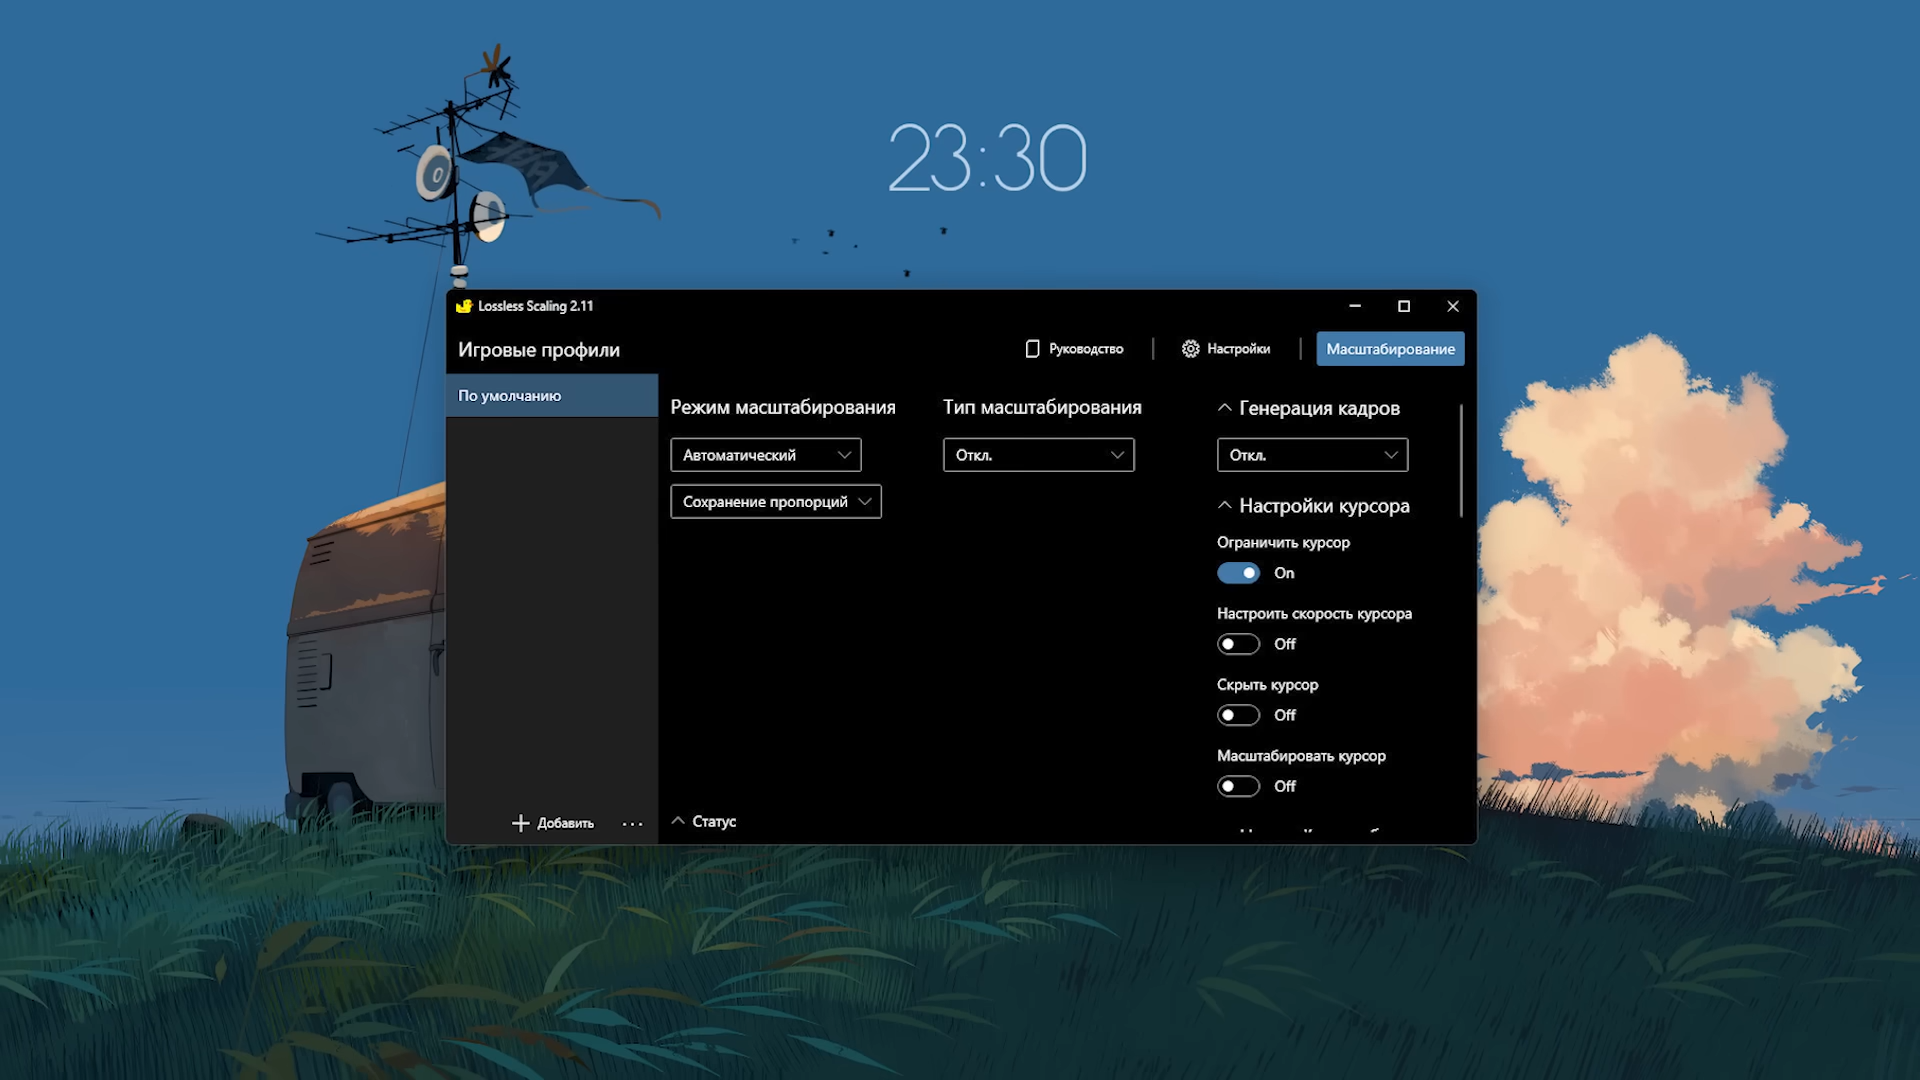 23:30
Lossless Scaling 2.11
Игровые профили
Руководство
Настройки
Масштабирование
По умолчанию
Режим масштабирования
Автоматический
Сохранение пропорций
Тип масштабирования
Откл.
Генерация кадров
Откл.
Настройки курсора
Ограничить курсор
On
Настроить скорость курсора
Off
Скрыть курсор
Off
Масштабировать курсор
Off
Добавить
Статус